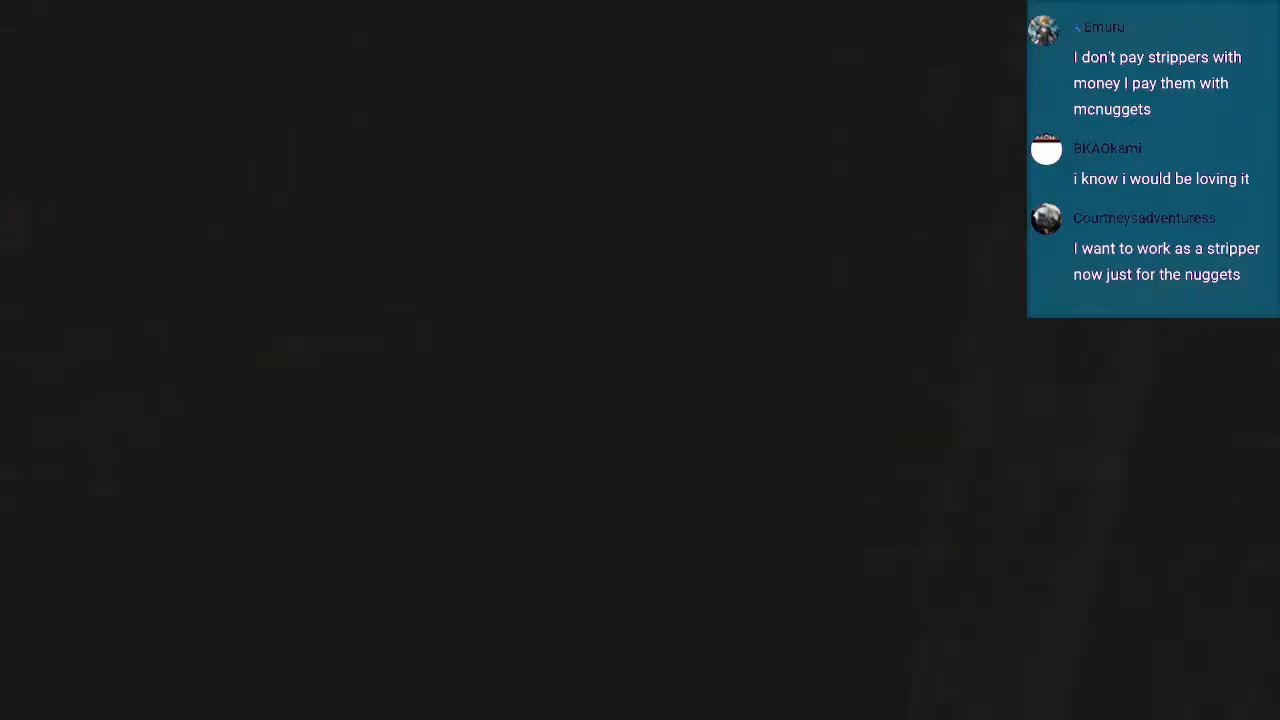 Emuru
I don't pay strippers with
money I pay them with
mcnuggets
BKAOkami
i know i would be loving it
Courtneysadventuress
I want to work as a stripper
now just for the nuggets